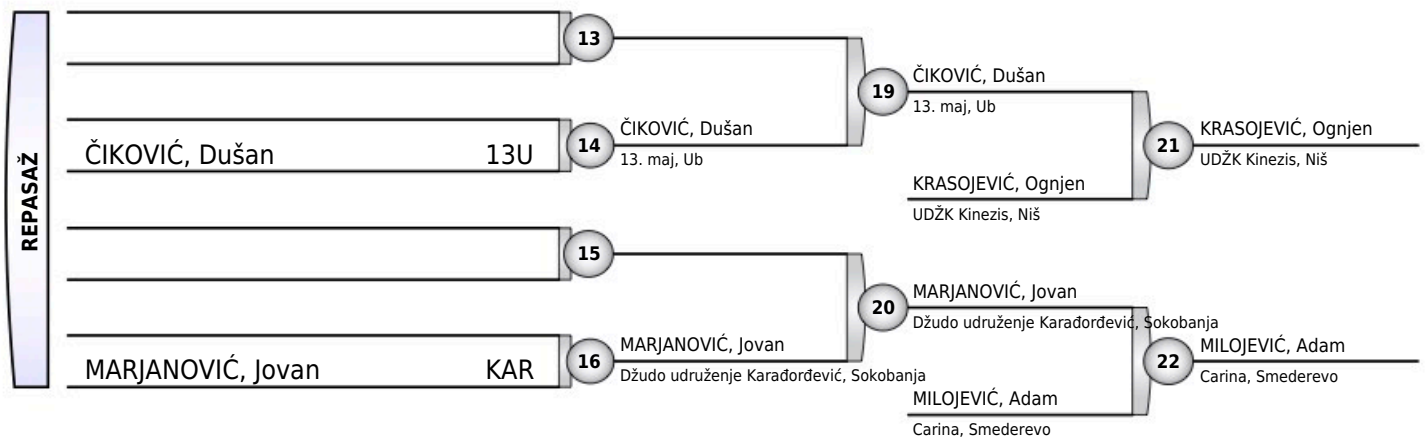 REPASAŽ
13
ČIKOVIĆ, Dušan 13U
14
ČIKOVIĆ, Dušan
13. maj, Ub
19
ČIKOVIĆ, Dušan
13. maj, Ub
KRASOJEVIĆ, Ognjen
UDŽK Kinezis, Niš
21
KRASOJEVIĆ, Ognjen
UDŽK Kinezis, Niš
15
MARJANOVIĆ, Jovan KAR
16
MARJANOVIĆ, Jovan
Džudo udruženje Karađorđević, Sokobanja
20
MARJANOVIĆ, Jovan
Džudo udruženje Karađorđević, Sokobanja
MILOJEVIĆ, Adam
Carina, Smederevo
22
MILOJEVIĆ, Adam
Carina, Smederevo